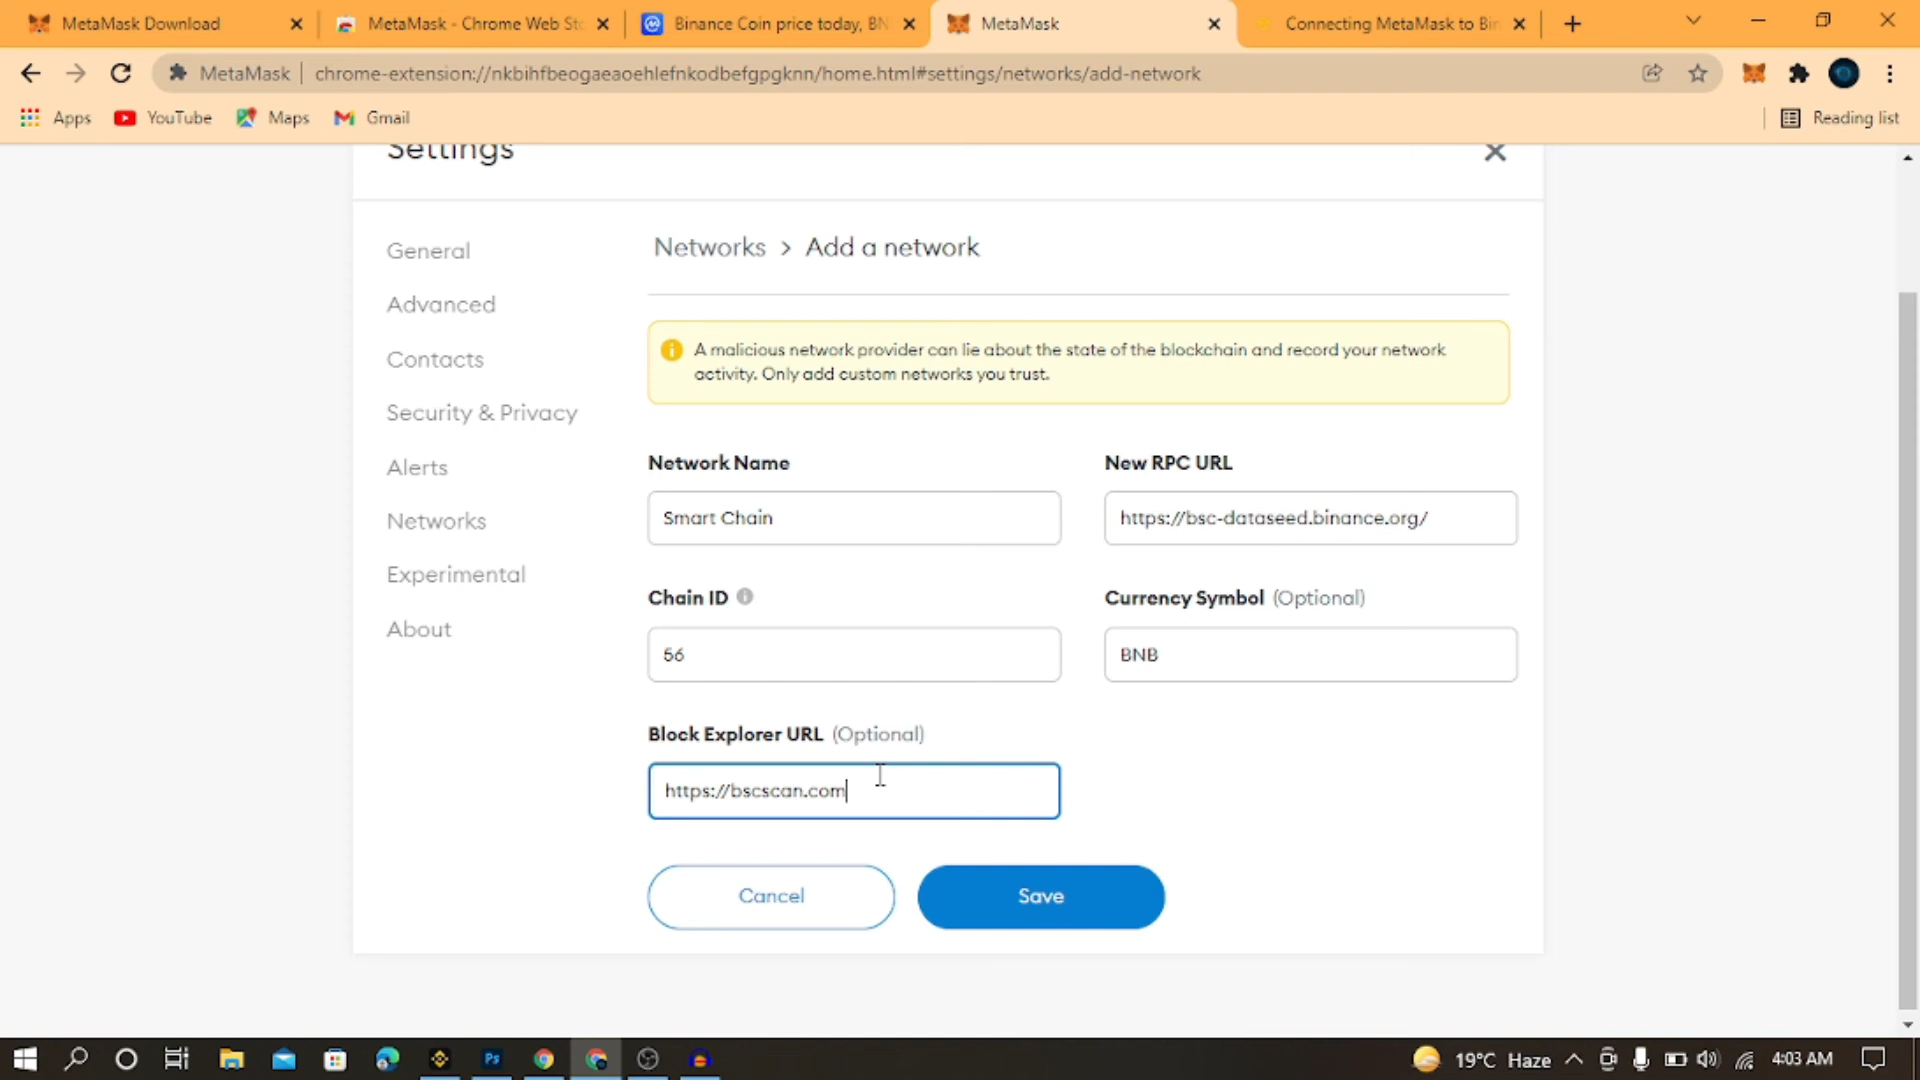 MetaMask Download
MetaMask - Chrome Web Sto
Binance Coin price today, BN
MetaMask
Connecting MetaMask to Bin
MetaMask
chrome-extension://nkbihfbeogaeaoehlefnkodbefgpgknn/home.html#settings/networks/add-network
Apps
YouTube
Maps
Gmail
Reading list
Settings
General
Advanced
Contacts
Security & Privacy
Alerts
Networks
Experimental
About
Networks > Add a network
A malicious network provider can lie about the state of the blockchain and record your network
activity. Only add custom networks you trust.
Network Name
Smart Chain
New RPC URL
https://bsc-dataseed.binance.org/
Chain ID
56
Currency Symbol (Optional)
BNB
Block Explorer URL (Optional)
https://bscscan.com
Cancel
Save
Ps
19°C Haze
4:03 AM